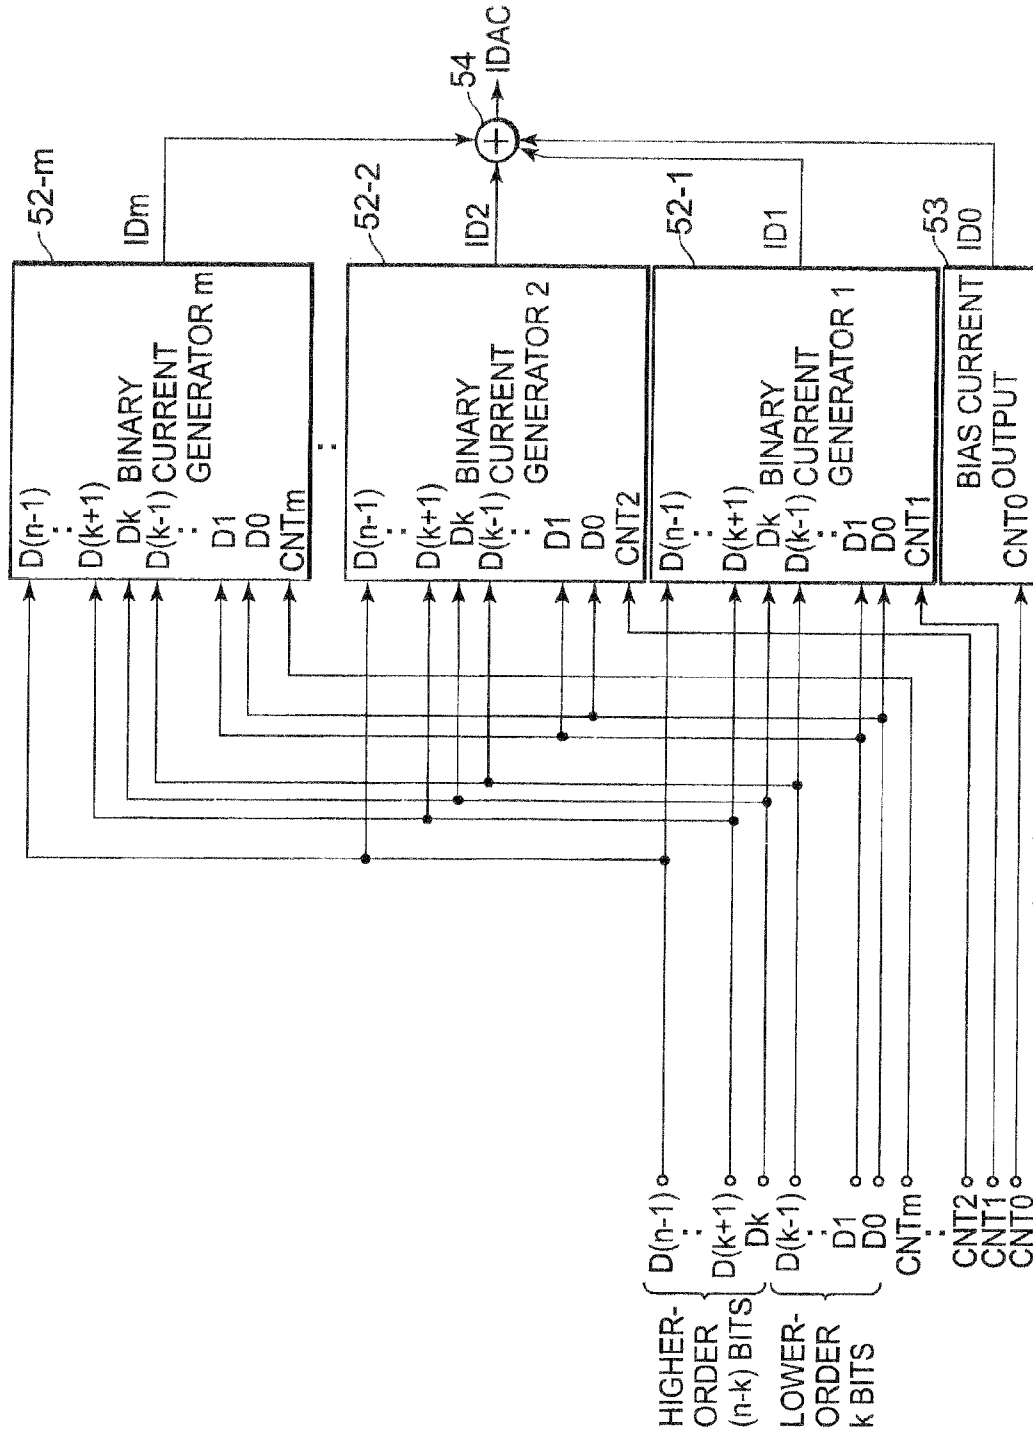 HIGHER-
ORDER
(n-k) BITS
LOWER-
ORDER
k BITS
D(n-1)
··
D(k+1)
Dk
D(k-1)
··
D1
D0
CNTm
··
CNT2
CNT1
CNT0
52-m
D(n-1)
··
D(k+1)
Dk
D(k-1)
··
D1
D0
CNTm
BINARY
CURRENT
GENERATOR m
IDm
··
52-2
D(n-1)
··
D(k+1)
Dk
D(k-1)
··
D1
D0
CNT2
BINARY
CURRENT
GENERATOR 2
ID2
52-1
D(n-1)
··
D(k+1)
Dk
D(k-1)
··
D1
D0
CNT1
BINARY
CURRENT
GENERATOR 1
ID1
53
BIAS CURRENT
OUTPUT
CNT0
ID0
54
+
IDAC